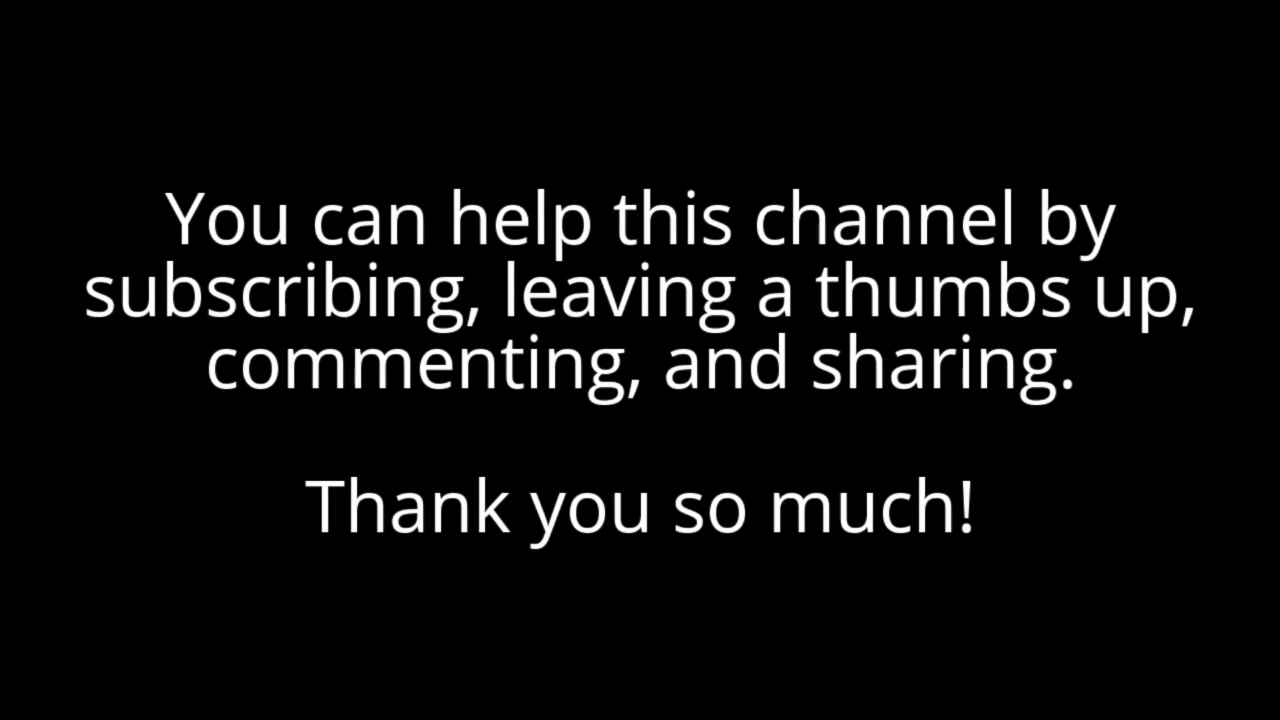 You can help this channel by
subscribing, leaving a thumbs up,
commenting, and sharing.
Thank you so much!